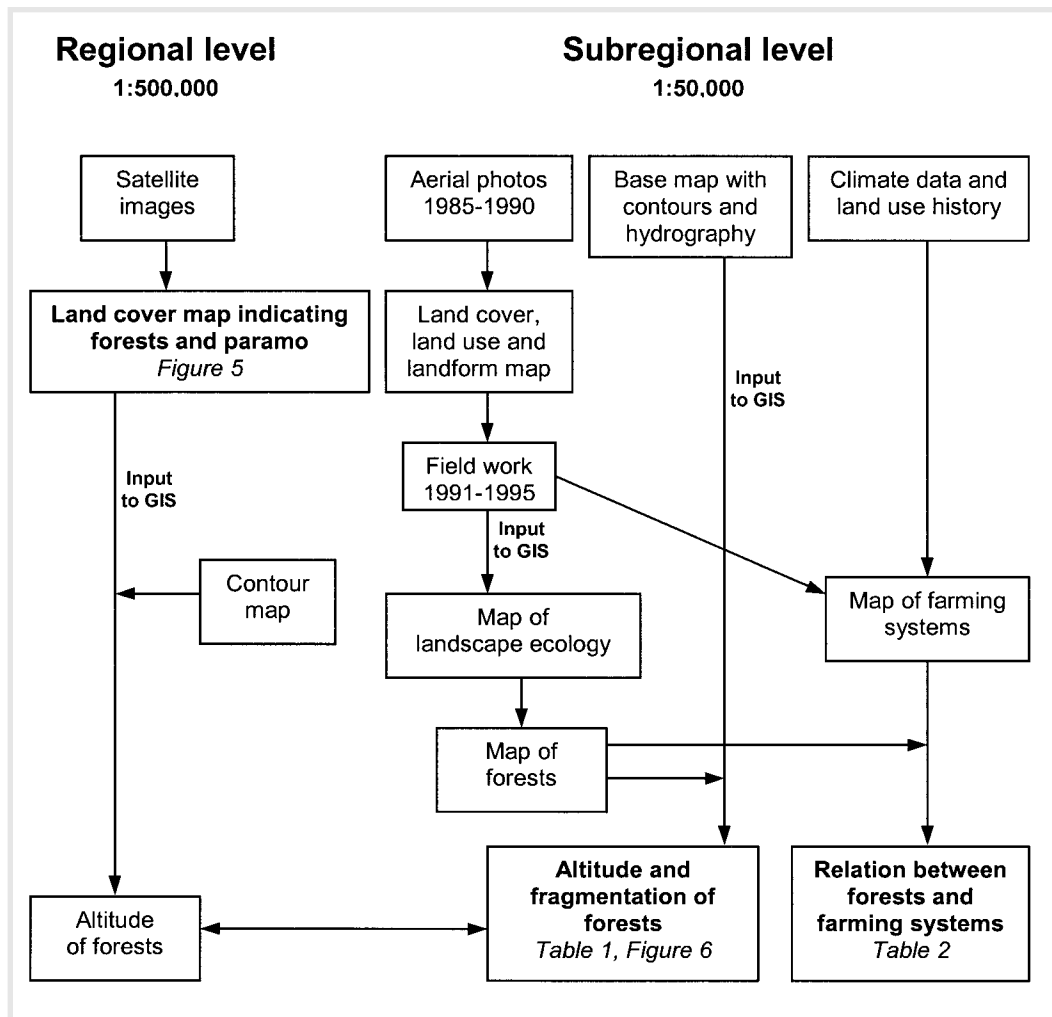 Regional level
1:500.000
Subregional level
1:50,000
Satellite
images
Aerial photos
1985-1990
Base map with
contours and
hydrography
Climate data and
land use history
Land cover map indicating
forests and paramo
Figure 5
Land cover,
land use and
landform map
Input
to GIS
Field work
1991-1995
Input
to GIS
Input
to GIS
Contour
map
Map of
landscape ecology
Map of farming
systems
Map of
forests
Altitude
of forests
Altitude and
fragmentation of
forests
Table 1, Figure 6
Relation between
forests and
farming systems
Table 2